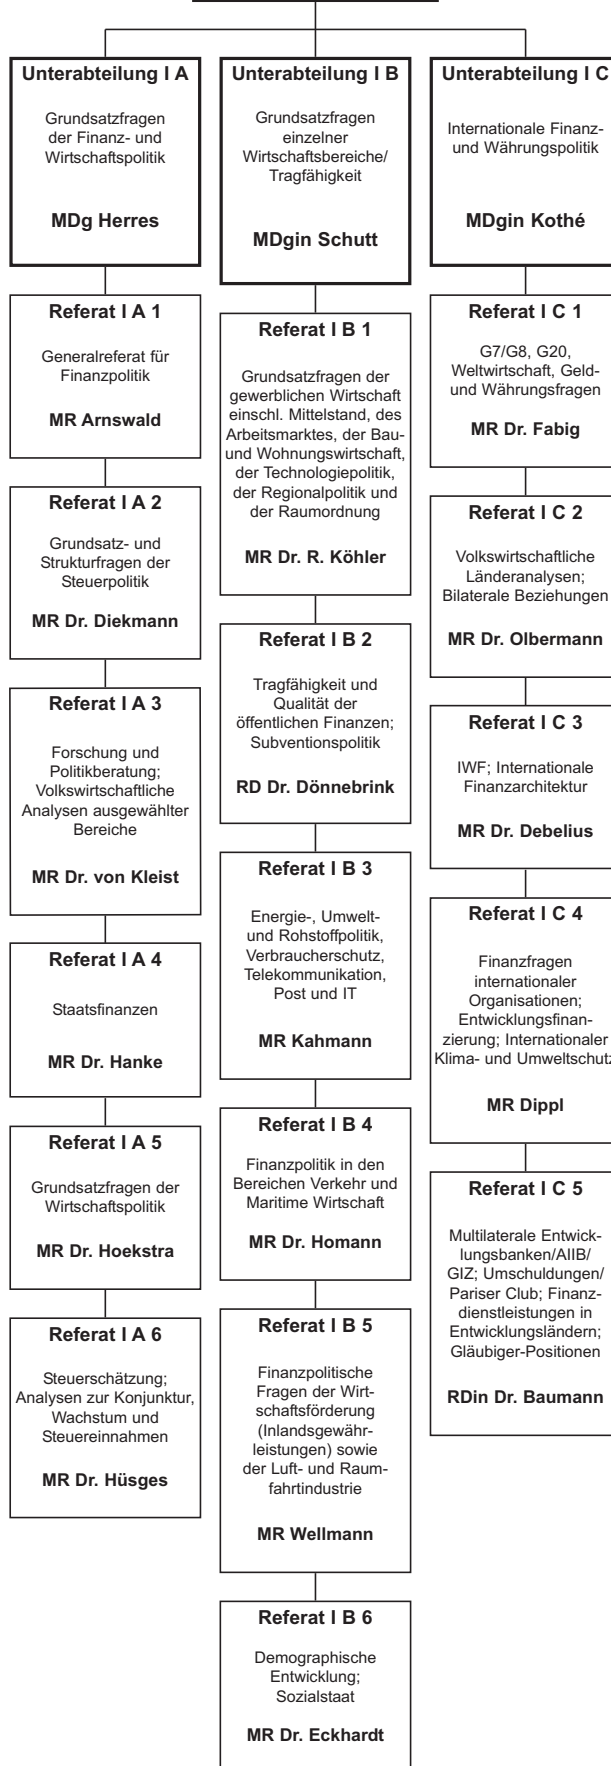 Unterabteilung I A
Grundsatzfragen
der Finanz- und
Wirtschaftspolitik
MDg Herres
Referat I A 1
Generalreferat für
Finanzpolitik
MR Arnswald
Referat I A 2
Grundsatz- und
Strukturfragen der
Steuerpolitik
MR Dr. Diekmann
Referat I A 3
Forschung und
Politikberatung;
Volkswirtschaftliche
Analysen ausgewählter
Bereiche
MR Dr. von Kleist
Referat I A 4
Staatsfinanzen
MR Dr. Hanke
Referat I A 5
Grundsatzfragen der
Wirtschaftspolitik
MR Dr. Hoekstra
Referat I A 6
Steuerschätzung;
Analysen zur Konjunktur,
Wachstum und
Steuereinnahmen
MR Dr. Hüsges
Unterabteilung I B
Grundsatzfragen
einzelner
Wirtschaftsbereiche/
Tragfähigkeit
MDgin Schutt
Referat I B 1
Grundsatzfragen der
gewerblichen Wirtschaft
einschl. Mittelstand, des
Arbeitsmarktes, der Bau-
und Wohnungswirtschaft,
der Technologiepolitik,
der Regionalpolitik und
der Raumordnung
MR Dr. R. Köhler
Referat I B 2
Tragfähigkeit und
Qualität der
öffentlichen Finanzen;
Subventionspolitik
RD Dr. Dönnebrink
Referat I B 3
Energie-, Umwelt-
und Rohstoffpolitik,
Verbraucherschutz,
Telekommunikation,
Post und IT
MR Kahmann
Referat I B 4
Finanzpolitik in den
Bereichen Verkehr und
Maritime Wirtschaft
MR Dr. Homann
Referat I B 5
Finanzpolitische
Fragen der Wirt-
schaftsförderung
(Inlandsgewähr-
leistungen) sowie
der Luft- und Raum-
fahrtindustrie
MR Wellmann
Referat I B 6
Demographische
Entwicklung;
Sozialstaat
MR Dr. Eckhardt
Unterabteilung I C
Internationale Finanz-
und Währungspolitik
MDgin Kothé
Referat I C 1
G7/G8, G20,
Weltwirtschaft, Geld-
und Währungsfragen
MR Dr. Fabig
Referat I C 2
Volkswirtschaftliche
Länderanalysen;
Bilaterale Beziehungen
MR Dr. Olbermann
Referat I C 3
IWF; Internationale
Finanzarchitektur
MR Dr. Debelius
Referat I C 4
Finanzfragen
internationaler
Organisationen;
Entwicklungsfinan-
zierung; Internationaler
Klima- und Umweltschutz
MR Dippl
Referat I C 5
Multilaterale Entwick-
lungsbanken/AIIB/
GIZ; Umschuldungen/
Pariser Club; Finanz-
dienstleistungen in
Entwicklungsländern;
Gläubiger-Positionen
RDin Dr. Baumann